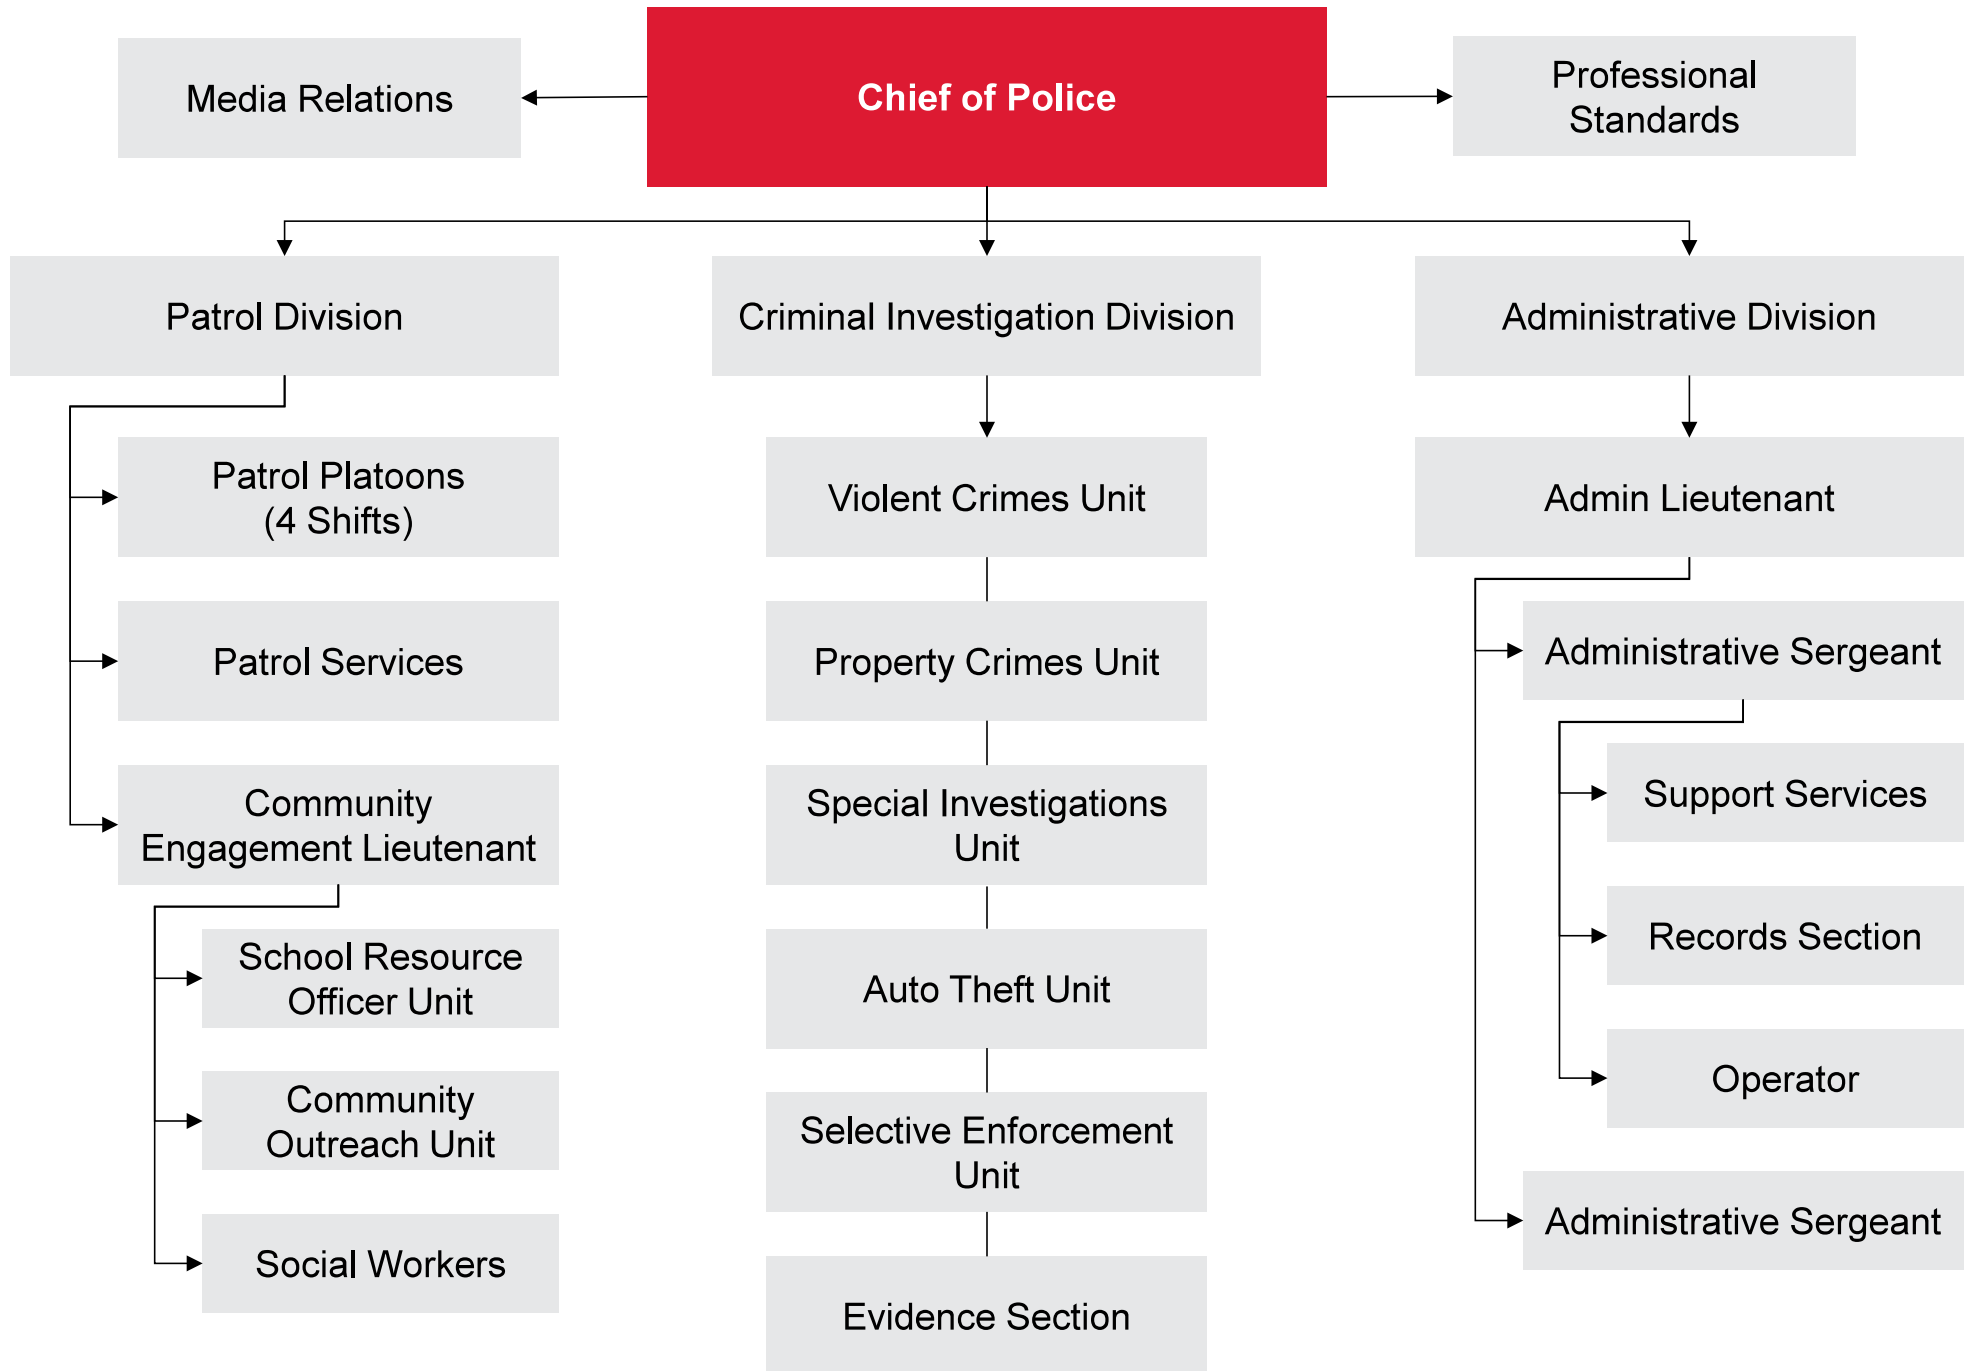 Media Relations
Chief of Police
Professional
Standards
Patrol Division
Criminal Investigation Division
Administrative Division
Patrol Platoons
(4 Shifts)
Patrol Services
Community
Engagement Lieutenant
School Resource
Officer Unit
Community
Outreach Unit
Social Workers
Violent Crimes Unit
Property Crimes Unit
Special Investigations
Unit
Auto Theft Unit
Selective Enforcement
Unit
Evidence Section
Admin Lieutenant
Administrative Sergeant
Support Services
Records Section
Operator
Administrative Sergeant